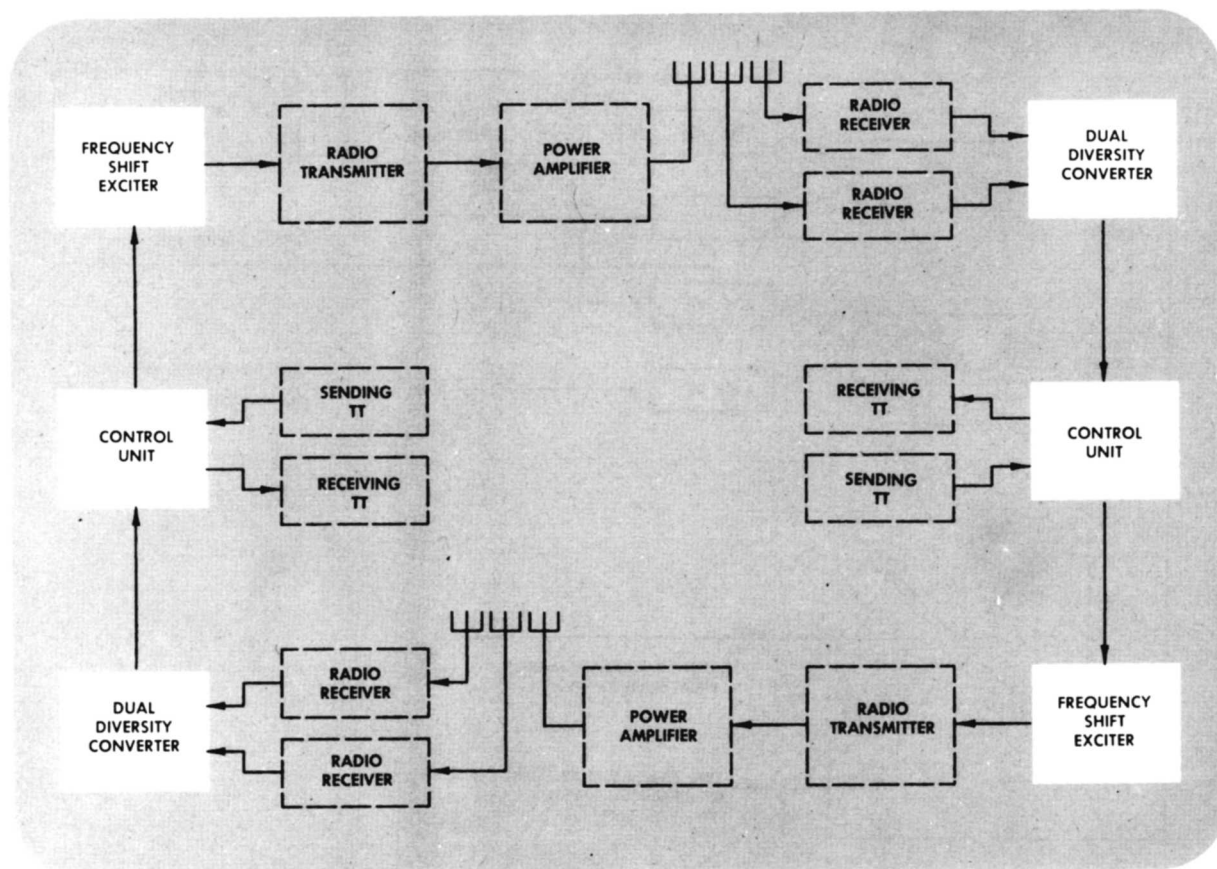 FREQUENCY
SHIFT
EXCITER
RADIO
TRANSMITTER
POWER
AMPLIFIER
RADIO
RECEIVER
RADIO
RECEIVER
DUAL
DIVERSITY
CONVERTER
CONTROL
UNIT
SENDING
TT
RECEIVING
TT
RECEIVING
TT
SENDING
TT
CONTROL
UNIT
DUAL
DIVERSITY
CONVERTER
RADIO
RECEIVER
RADIO
RECEIVER
POWER
AMPLIFIER
RADIO
TRANSMITTER
FREQUENCY
SHIFT
EXCITER